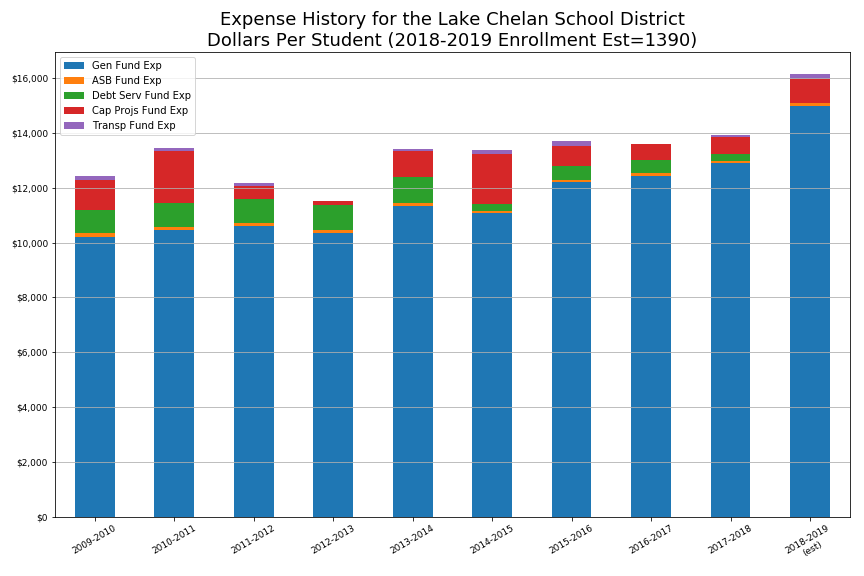 Expense History for the Lake Chelan School District
Dollars Per Student (2018-2019 Enrollment Est=1390)
Gen Fund Exp
ASB Fund Exp
Debt Serv Fund Exp
Cap Projs Fund Exp
Transp Fund Exp
$16,000
$14,000
$12,000
$10,000
$8,000
$6,000
$4,000
$2,000
$0
2009-2010
2010-2011
2011-2012
2012-2013
2013-2014
2014-2015
2015-2016
2016-2017
2017-2018
2018-2019
(est)